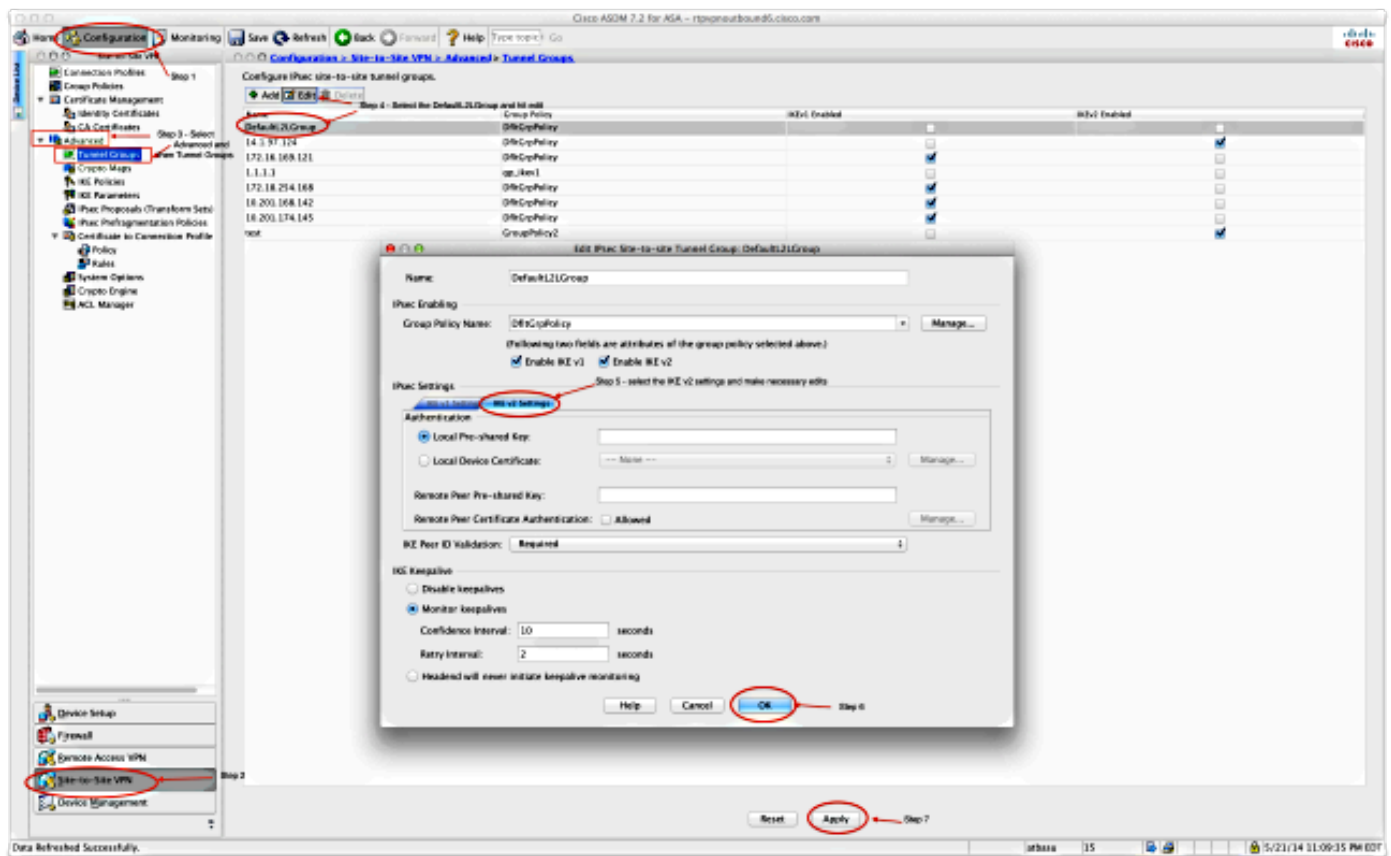 Cisco ASDM 7.2 for ASA - rtpvpnoutbound6.cisco.com
Home Configuration Monitoring Save Refresh Back Forward Help Type topic Go
cisco
Device List
Site-to-Site VPN
Configuration > Site-to-Site VPN > Advanced > Tunnel Groups
Step 1
Connection Profiles
Group Policies
Certificate Management
Identity Certificates
CA Certificates
Advanced
Tunnel Groups
Crypto Maps
IKE Policies
IKE Parameters
IPsec Proposals (Transform Sets)
IPsec Prefragmentation Policies
Certificate to Connection Profile
Policy
Rules
System Options
Crypto Engine
ACL Manager
Step 3 - Select
Advanced and
then Tunnel Groups
Configure IPsec site-to-site tunnel groups.
Add Edit Delete
Step 4 - Select the DefaultL2LGroup and hit edit
Name Group Policy IKEv1 Enabled IKEv2 Enabled
DefaultL2LGroup DfltGrpPolicy
14.1.97.124 DfltGrpPolicy
172.16.169.121 DfltGrpPolicy
1.1.1.1 gp_ikev1
172.18.254.168 DfltGrpPolicy
10.201.168.142 DfltGrpPolicy
10.201.174.145 DfltGrpPolicy
test GroupPolicy2
Edit IPsec Site-to-site Tunnel Group: DefaultL2LGroup
Name: DefaultL2LGroup
IPsec Enabling
Group Policy Name: DfltGrpPolicy Manage...
(Following two fields are attributes of the group policy selected above.)
Enable IKE v1 Enable IKE v2
Step 5 - select the IKE v2 settings and make necessary edits
IPsec Settings
IKE v1 Settings IKE v2 Settings
Authentication
Local Pre-shared Key:
Local Device Certificate: -- None -- Manage...
Remote Peer Pre-shared Key:
Remote Peer Certificate Authentication: Allowed Manage...
IKE Peer ID Validation: Required
IKE Keepalive
Disable keepalives
Monitor keepalives
Confidence Interval: 10 seconds
Retry Interval: 2 seconds
Headend will never initiate keepalive monitoring
Help Cancel OK Step 6
Device Setup
Firewall
Remote Access VPN
Site-to-Site VPN
Step 2
Device Management
Reset Apply Step 7
Data Refreshed Successfully.
atbasu 15 5/21/14 11:09:35 PM EDT